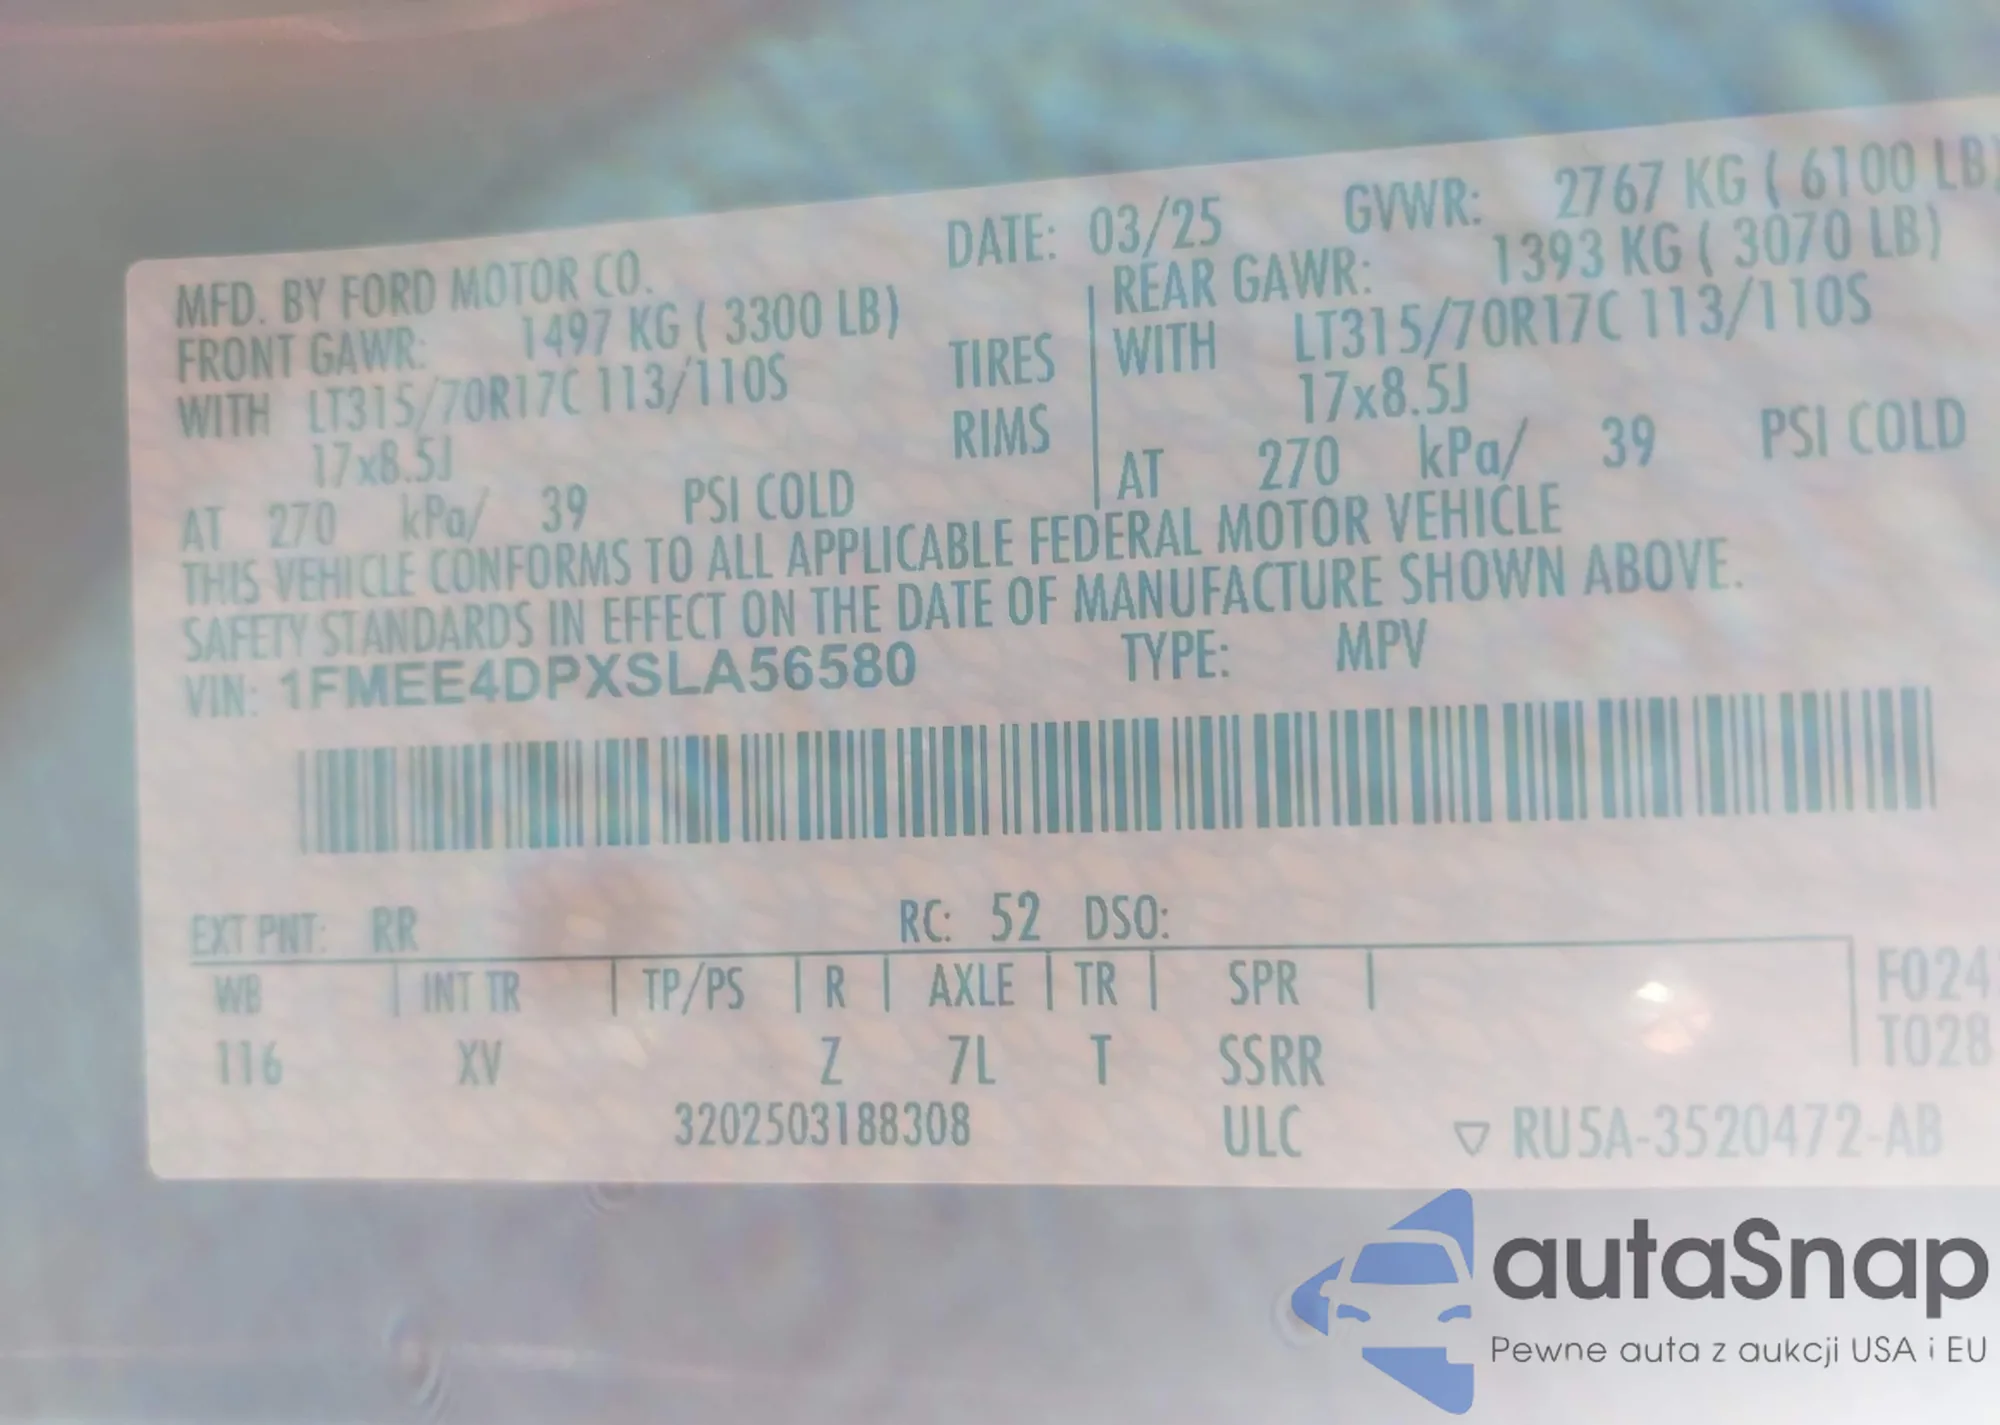 MFD. BY FORD MOTOR CO. DATE: 03/25 GVWR: 2767 KG ( 6100 LB)
FRONT GAWR: 1497 KG ( 3300 LB) REAR GAWR: 1393 KG ( 3070 LB)
WITH LT315/70R17C 113/110S TIRES WITH LT315/70R17C 113/110S
17x8.5J RIMS 17x8.5J
AT 270 kPa/ 39 PSI COLD AT 270 kPa/ 39 PSI COLD
THIS VEHICLE CONFORMS TO ALL APPLICABLE FEDERAL MOTOR VEHICLE
SAFETY STANDARDS IN EFFECT ON THE DATE OF MANUFACTURE SHOWN ABOVE.
VIN: 1FMEE4DPXSLA56580 TYPE: MPV
EXT PNT: RR RC: 52 DSO:
WB INT TR TP/PS R AXLE TR SPR F024
116 XV Z 7L T SSRR T028
3202503188308 ULC ▽ RU5A-3520472-AB
autaSnap
Pewne auta z aukcji USA i EU